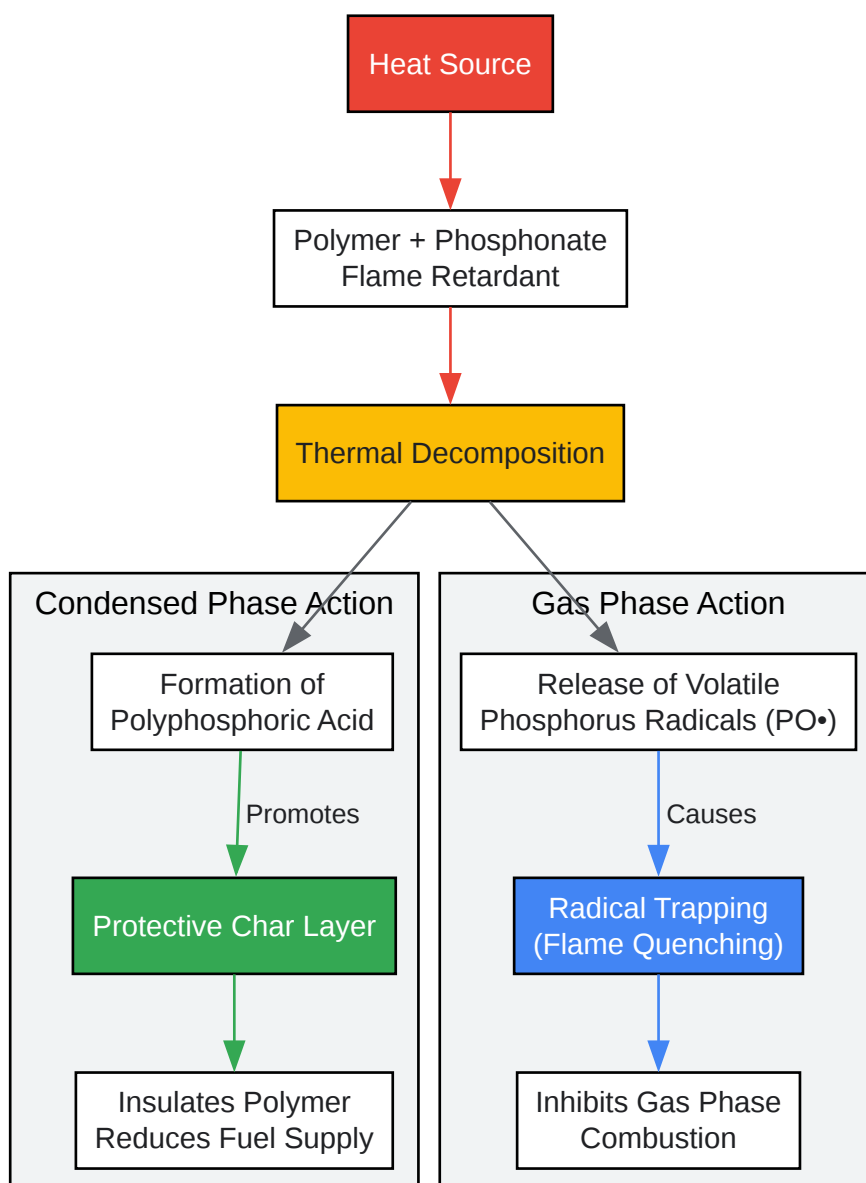 Heat Source
Polymer + Phosphonate
Flame Retardant
Thermal Decomposition
Condensed Phase Action
Formation of
Polyphosphoric Acid
Promotes
Protective Char Layer
Insulates Polymer
Reduces Fuel Supply
Gas Phase Action
Release of Volatile
Phosphorus Radicals (PO•)
Causes
Radical Trapping
(Flame Quenching)
Inhibits Gas Phase
Combustion